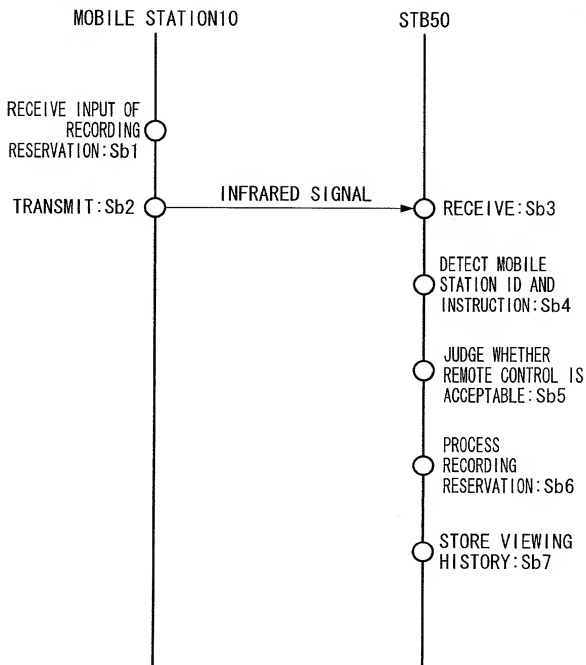 MOBILE STATION10
STB50
RECEIVE INPUT OF
RECORDING
RESERVATION:Sb1
TRANSMIT:Sb2
INFRARED SIGNAL
RECEIVE:Sb3
DETECT MOBILE
STATION ID AND
INSTRUCTION:Sb4
JUDGE WHETHER
REMOTE CONTROL IS
ACCEPTABLE:Sb5
PROCESS
RECORDING
RESERVATION:Sb6
STORE VIEWING
HISTORY:Sb7